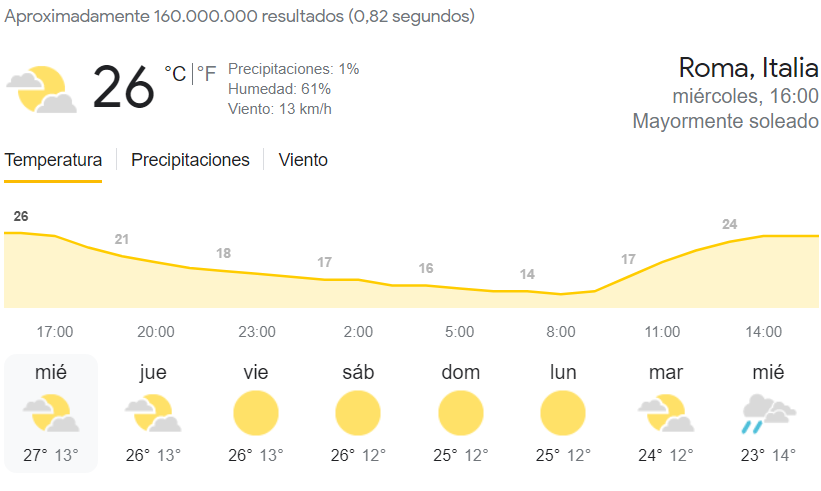 Aproximadamente 160.000.000 resultados (0,82 segundos)
26 °C | °F
Precipitaciones: 1%
Humedad: 61%
Viento: 13 km/h
Roma, Italia
miércoles, 16:00
Mayormente soleado
Temperatura | Precipitaciones | Viento
26 21 18 17 16 14 17 24
17:00 20:00 23:00 2:00 5:00 8:00 11:00 14:00
mié jue vie sáb dom lun mar mié
27° 13° 26° 13° 26° 13° 26° 12° 25° 12° 25° 12° 24° 12° 23° 14°